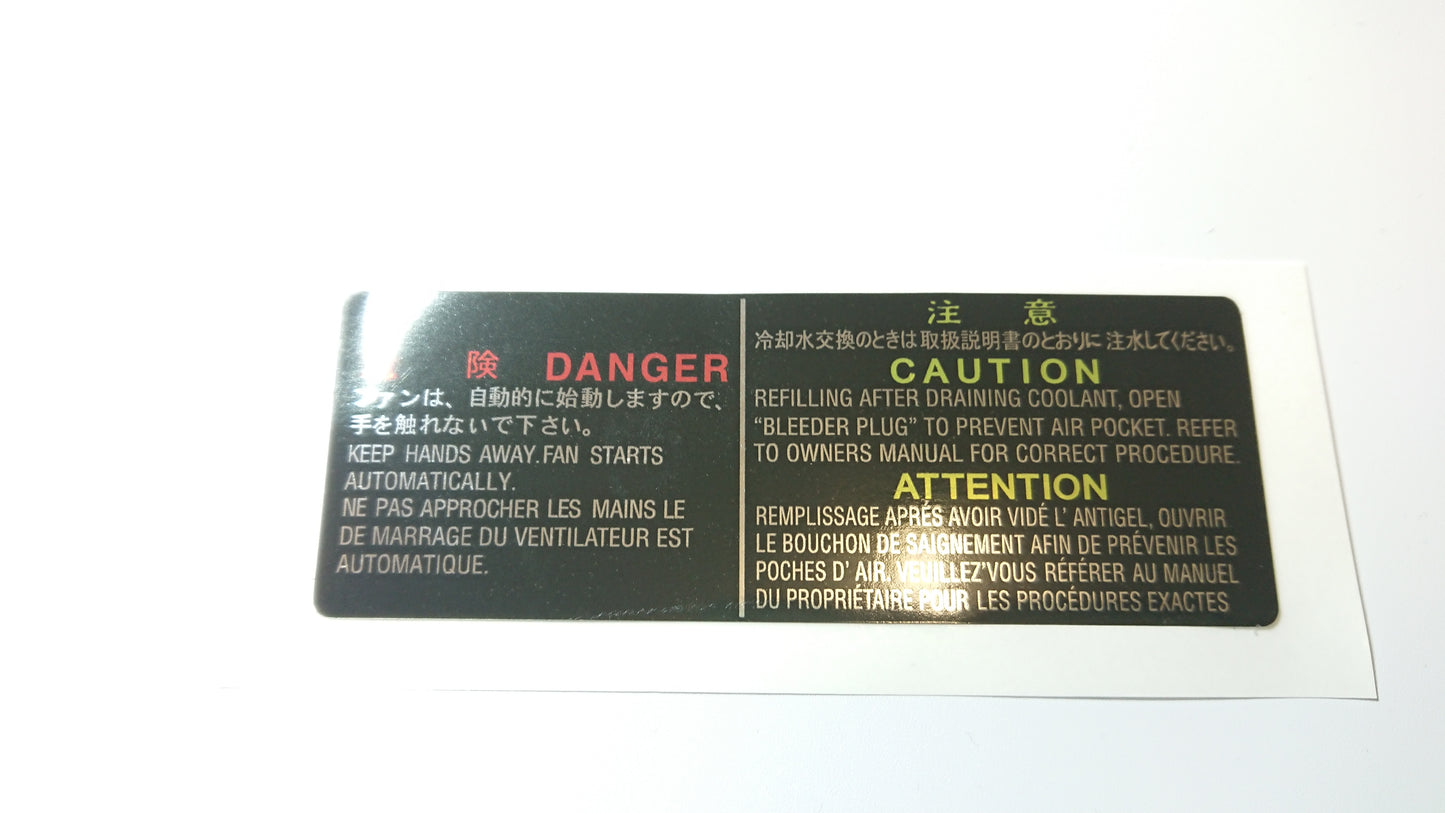 険 DANGER
ファンは、自動的に始動しますので、
手を触れないで下さい。
KEEP HANDS AWAY. FAN STARTS
AUTOMATICALLY.
NE PAS APPROCHER LES MAINS LE
DE MARRAGE DU VENTILATEUR EST
AUTOMATIQUE.
注 意
冷却水交換のときは取扱説明書のとおりに 注水してください。
CAUTION
REFILLING AFTER DRAINING COOLANT, OPEN
“BLEEDER PLUG” TO PREVENT AIR POCKET. REFER
TO OWNERS MANUAL FOR CORRECT PROCEDURE.
ATTENTION
REMPLISSAGE APRÉS AVOIR VIDÉ L’ ANTIGEL, OUVRIR
LE BOUCHON DE SAIGNEMENT AFIN DE PRÉVENIR LES
POCHES D’ AIR. VEUILLEZ’VOUS RÉFÉRER AU MANUEL
DU PROPRIÉTAIRE POUR LES PROCÉDURES EXACTES